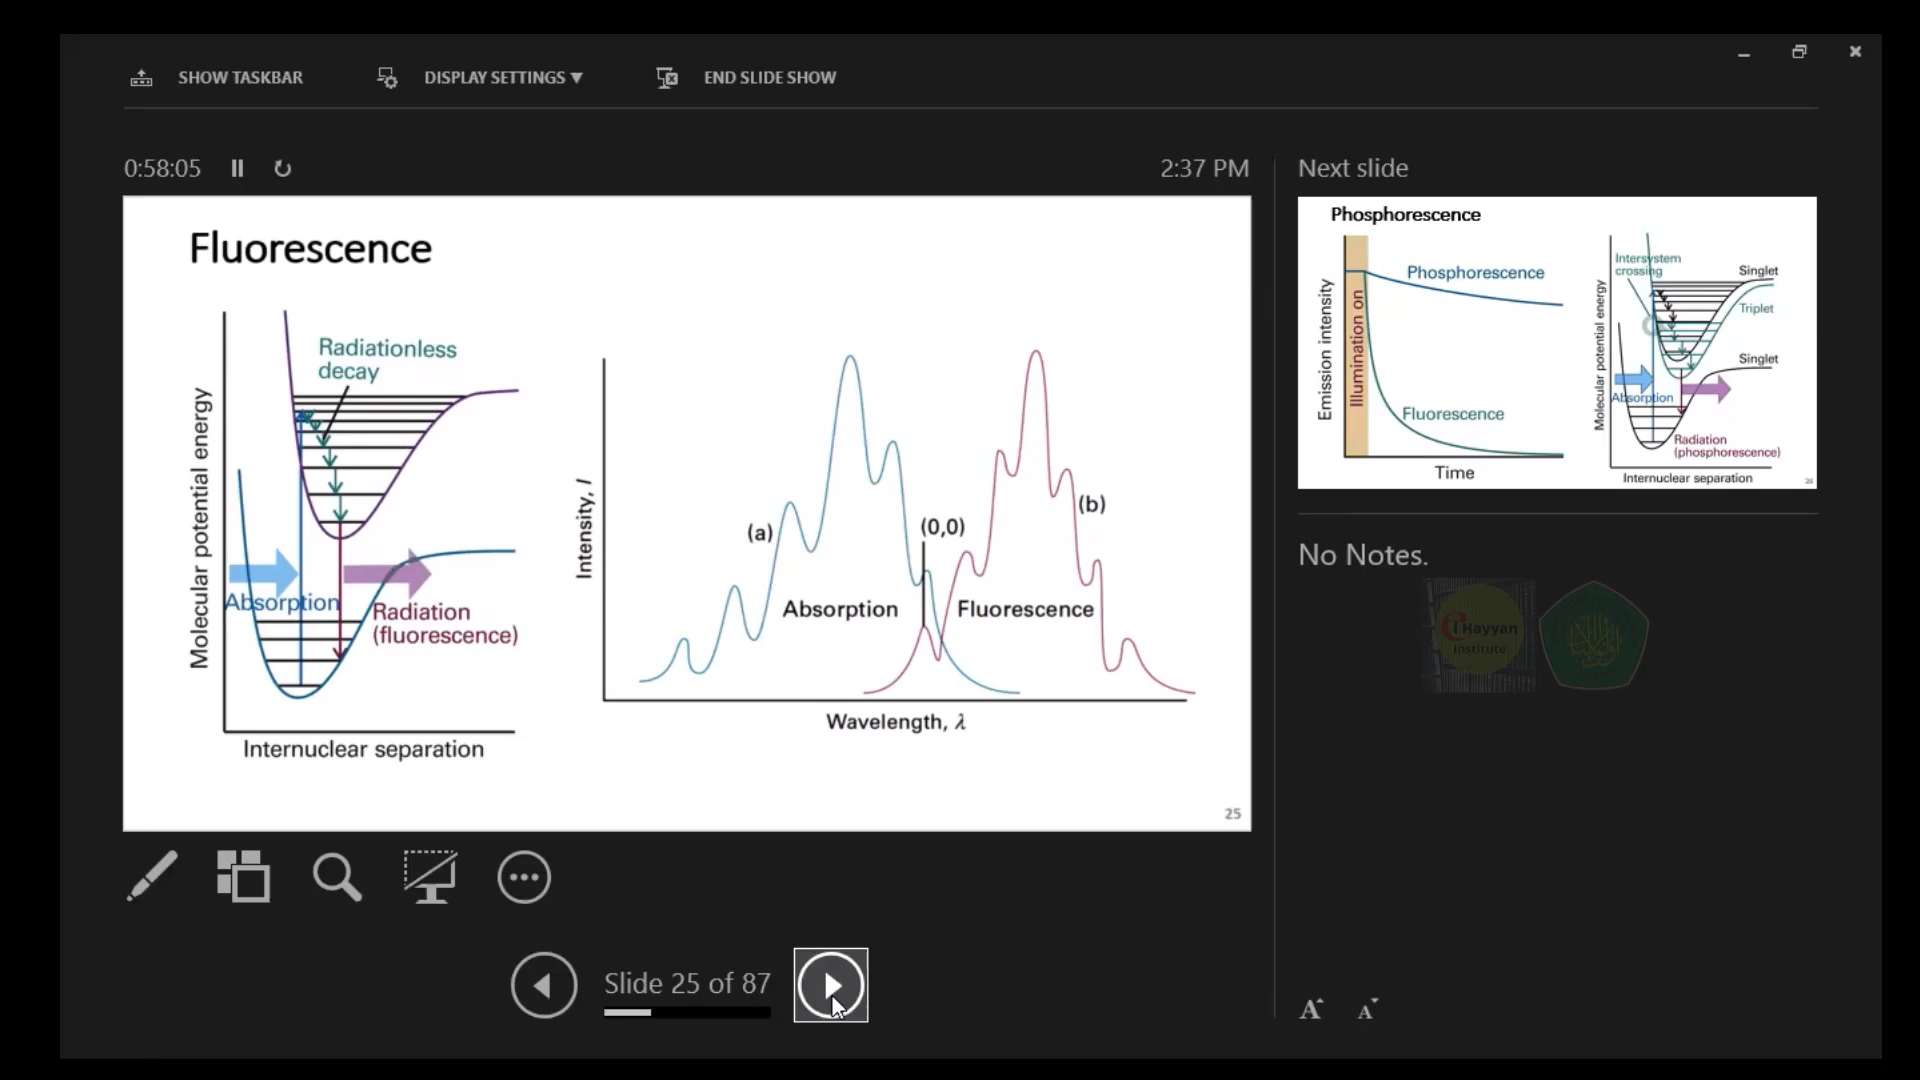 SHOW TASKBAR
DISPLAY SETTINGS ▼
END SLIDE SHOW
0:58:05
2:37 PM
Next slide
Fluorescence
Radiationless
decay
Molecular potential energy
Absorption
Radiation
(fluorescence)
Internuclear separation
Intensity, I
(a)
(0,0)
(b)
Absorption
Fluorescence
Wavelength, λ
25
Phosphorescence
Emission intensity
Illumination on
Phosphorescence
Fluorescence
Time
Molecular potential energy
Intersystem
crossing
Singlet
Triplet
Singlet
Absorption
Radiation
(phosphorescence)
Internuclear separation
26
No Notes.
Hayyan
Institute
Slide 25 of 87
A
A